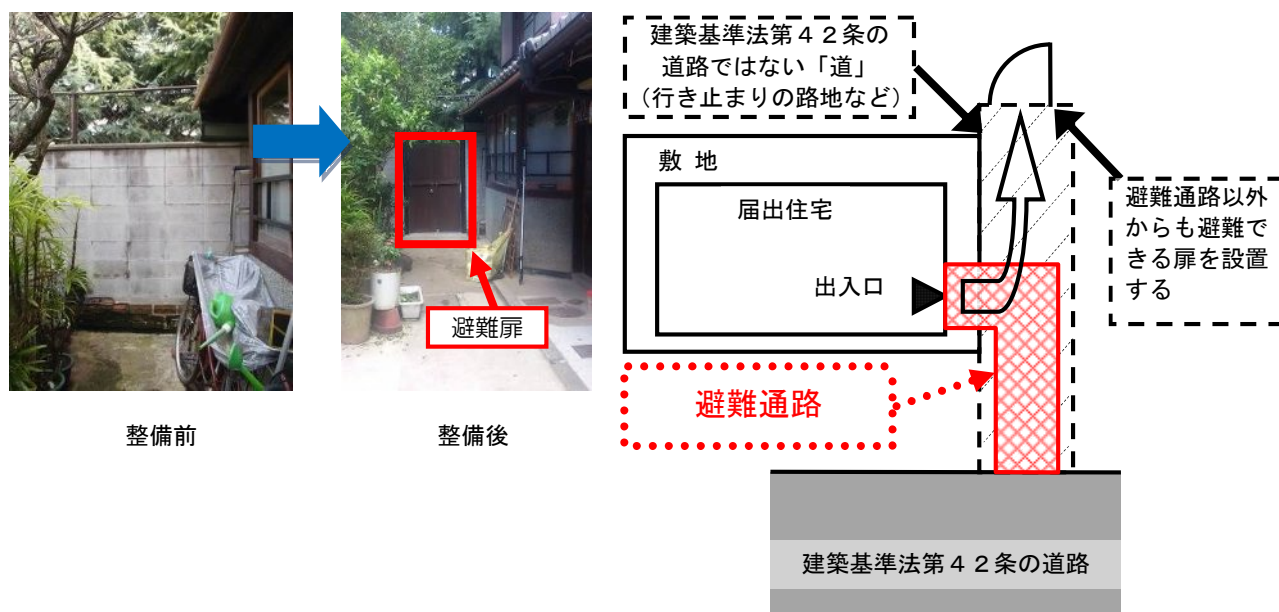 整備前
整備後
避難扉
建築基準法第４２条の
道路ではない「道」
（行き止まりの路地など）
敷 地
届出住宅
出入口
避難通路以外
からも避難で
きる扉を設置
する
避難通路
建築基準法第４２条の道路